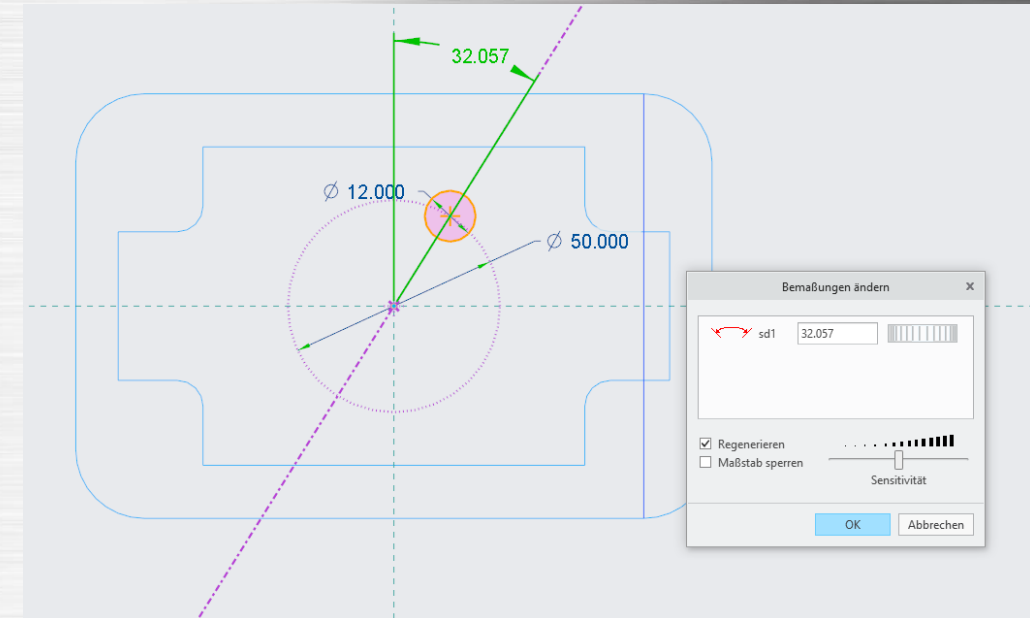 32.057
∅ 12.000
∅ 50.000
Bemaßungen ändern
sd1 32.057
Regenerieren
Maßstab sperren
Sensitivität
OK Abbrechen